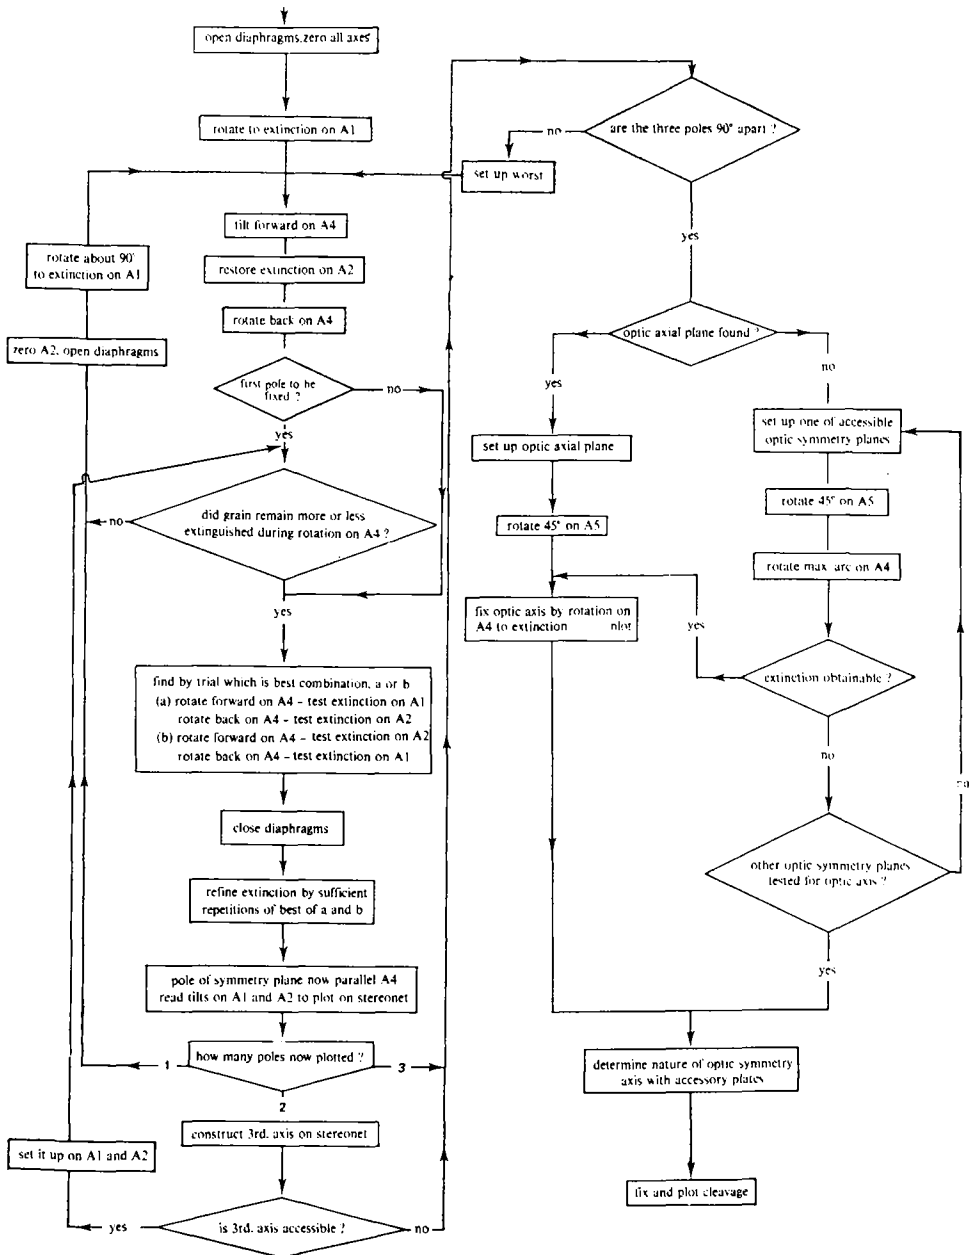 open diaphragms, zero all axes
rotate to extinction on A1
tilt forward on A4
restore extinction on A2
rotate back on A4
rotate about 90°
to extinction on A1
zero A2, open diaphragms
first pole to be
fixed ?
no
yes
did grain remain more or less
extinguished during rotation on A4 ?
no
yes
find by trial which is best combination, a or b
(a) rotate forward on A4 - test extinction on A1
rotate back on A4 - test extinction on A2
(b) rotate forward on A4 - test extinction on A2
rotate back on A4 - test extinction on A1
close diaphragms
refine extinction by sufficient
repetitions of best of a and b
pole of symmetry plane now parallel A4
read tilts on A1 and A2 to plot on stereonet
how many poles now plotted ?
1
3
2
construct 3rd. axis on stereonet
set it up on A1 and A2
is 3rd. axis accessible ?
yes
no
are the three poles 90° apart ?
no
set up worst
yes
optic axial plane found ?
yes
no
set up optic axial plane
set up one of accessible
optic symmetry planes
rotate 45° on A5
rotate 45° on A5
rotate max arc on A4
fix optic axis by rotation on
A4 to extinction plot
yes
extinction obtainable ?
no
no
other optic symmetry planes
tested for optic axis ?
yes
determine nature of optic symmetry
axis with accessory plates
fix and plot cleavage